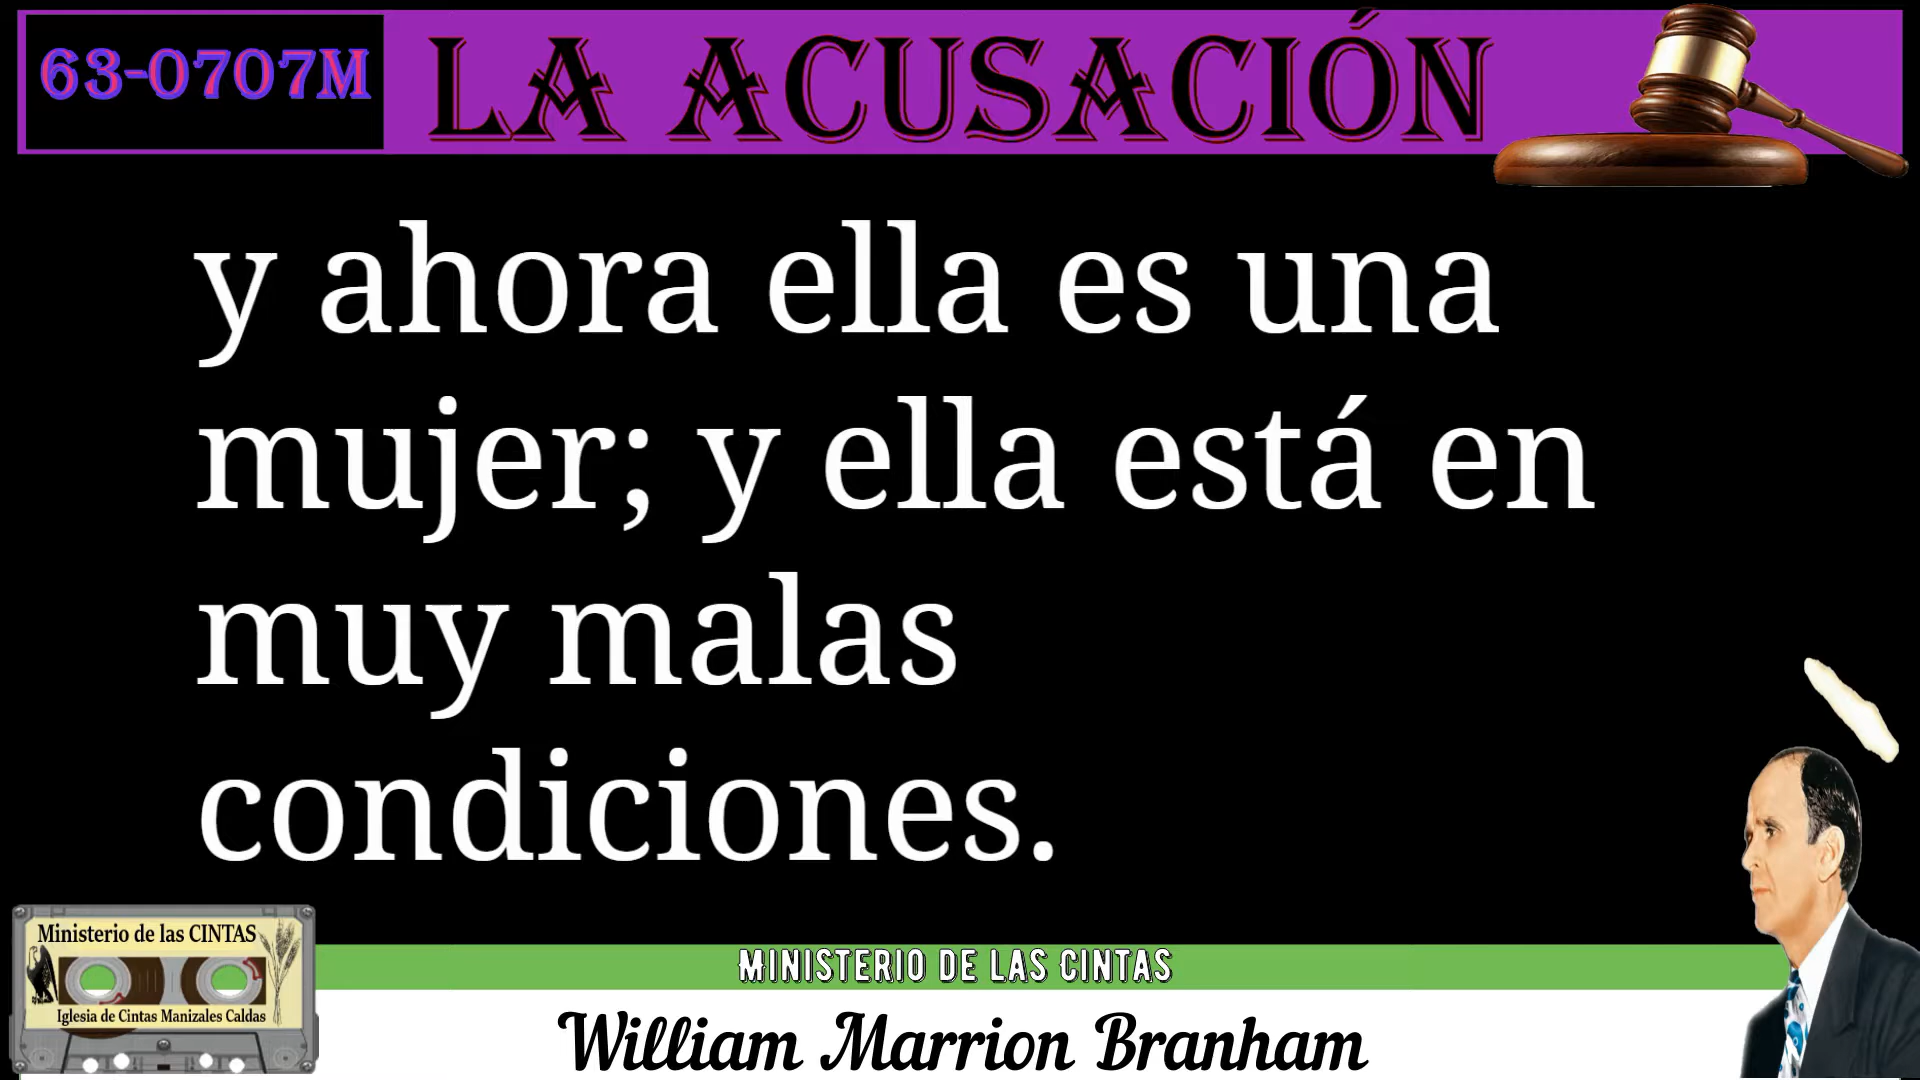 63-0707M
LA ACUSACIÓN
y ahora ella es una
mujer; y ella está en
muy malas
condiciones.
Ministerio de las CINTAS
Iglesia de Cintas Manizales Caldas
MINISTERIO DE LAS CINTAS
William Marrion Branham